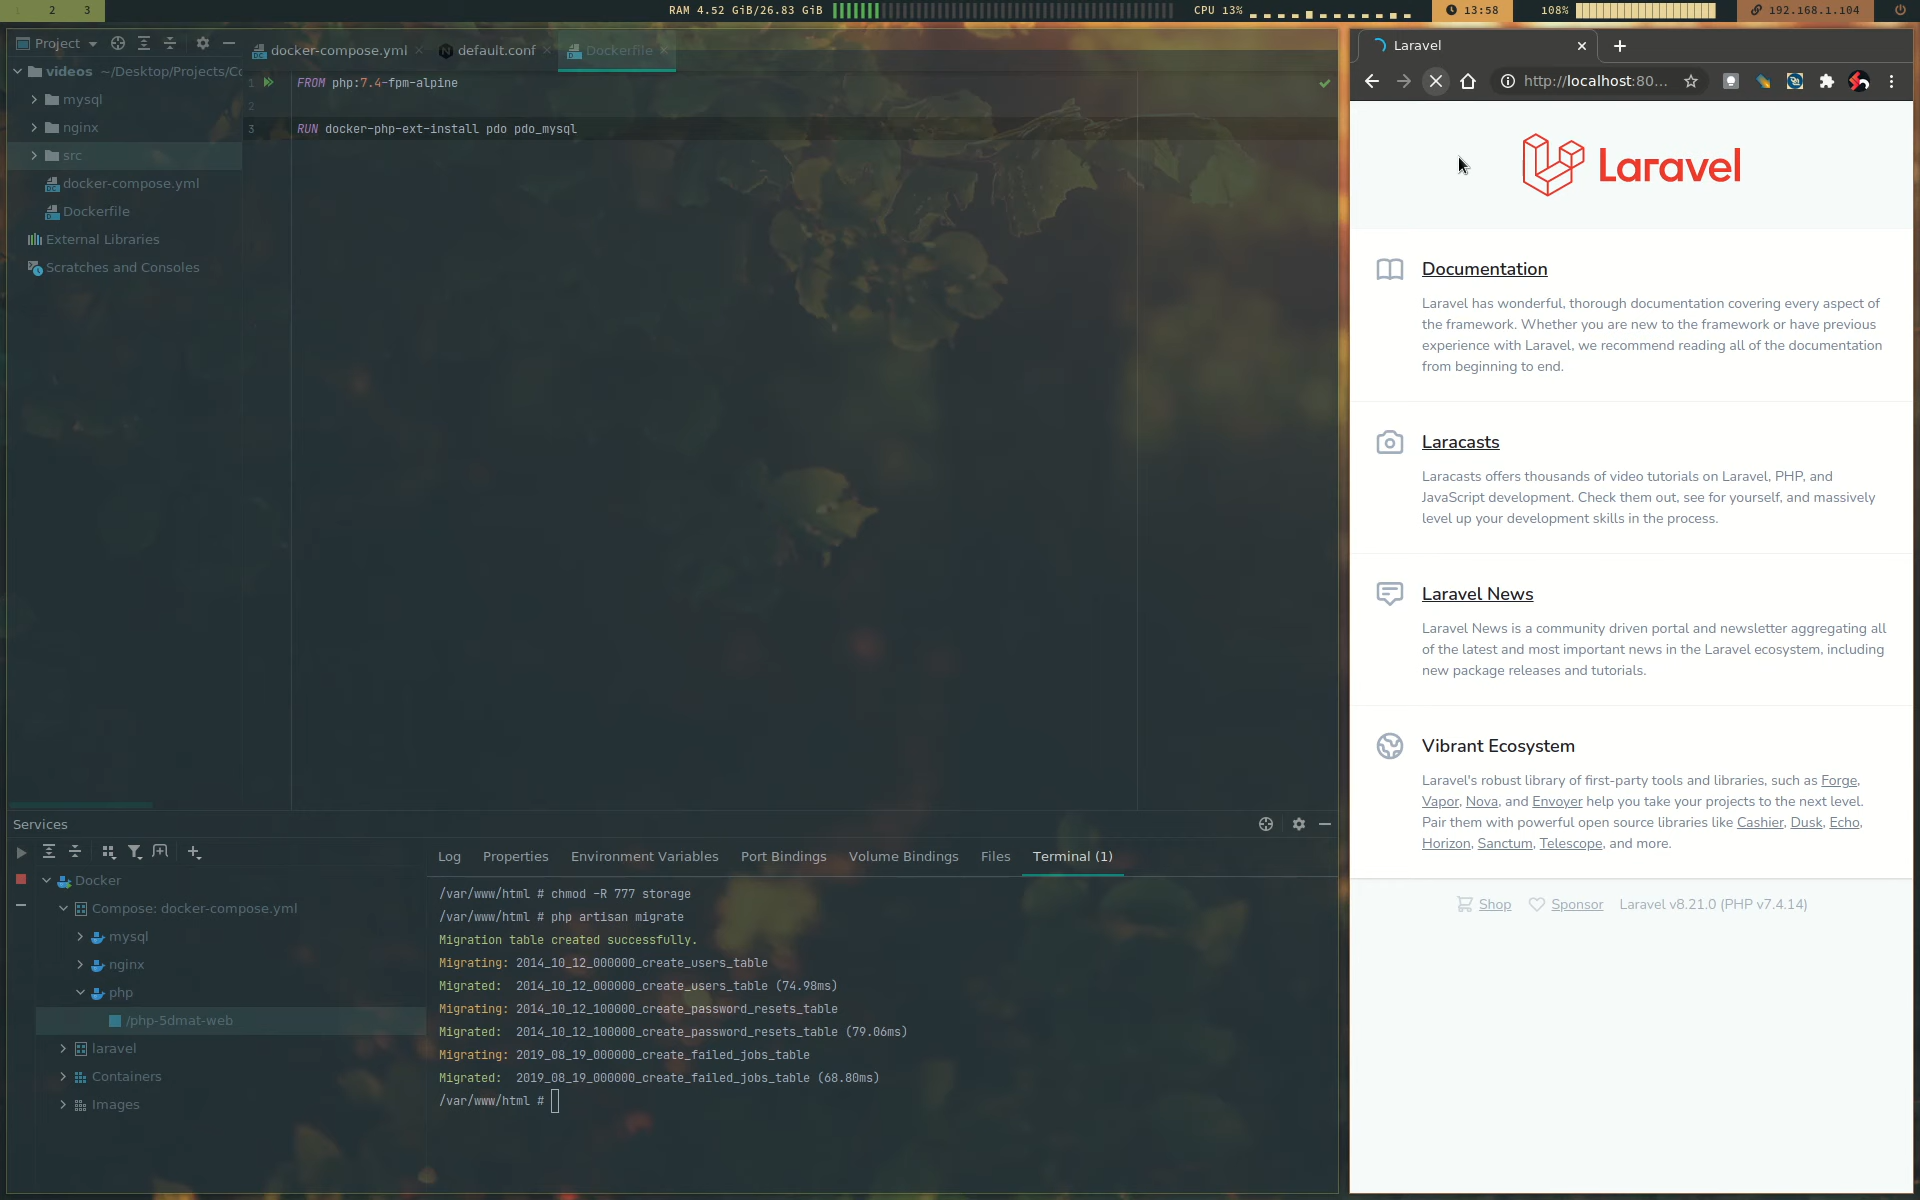 1 2 3 RAM 4.52 GiB/26.83 GiB CPU 13% 13:58 108% 192.168.1.104
Project
docker-compose.yml
default.conf
Dockerfile
videos ~/Desktop/Projects/Co
mysql
nginx
src
docker-compose.yml
Dockerfile
External Libraries
Scratches and Consoles
1 FROM php:7.4-fpm-alpine
2
3 RUN docker-php-ext-install pdo pdo_mysql
Services
Docker
Compose: docker-compose.yml
mysql
nginx
php
/php-5dmat-web
laravel
Containers
Images
Log Properties Environment Variables Port Bindings Volume Bindings Files Terminal (1)
/var/www/html # chmod -R 777 storage
/var/www/html # php artisan migrate
Migration table created successfully.
Migrating: 2014_10_12_000000_create_users_table
Migrated:  2014_10_12_000000_create_users_table (74.98ms)
Migrating: 2014_10_12_100000_create_password_resets_table
Migrated:  2014_10_12_100000_create_password_resets_table (79.06ms)
Migrating: 2019_08_19_000000_create_failed_jobs_table
Migrated:  2019_08_19_000000_create_failed_jobs_table (68.80ms)
/var/www/html #
Laravel
http://localhost:80...
Laravel
Documentation
Laravel has wonderful, thorough documentation covering every aspect of
the framework. Whether you are new to the framework or have previous
experience with Laravel, we recommend reading all of the documentation
from beginning to end.
Laracasts
Laracasts offers thousands of video tutorials on Laravel, PHP, and
JavaScript development. Check them out, see for yourself, and massively
level up your development skills in the process.
Laravel News
Laravel News is a community driven portal and newsletter aggregating all
of the latest and most important news in the Laravel ecosystem, including
new package releases and tutorials.
Vibrant Ecosystem
Laravel's robust library of first-party tools and libraries, such as Forge,
Vapor, Nova, and Envoyer help you take your projects to the next level.
Pair them with powerful open source libraries like Cashier, Dusk, Echo,
Horizon, Sanctum, Telescope, and more.
Shop Sponsor Laravel v8.21.0 (PHP v7.4.14)